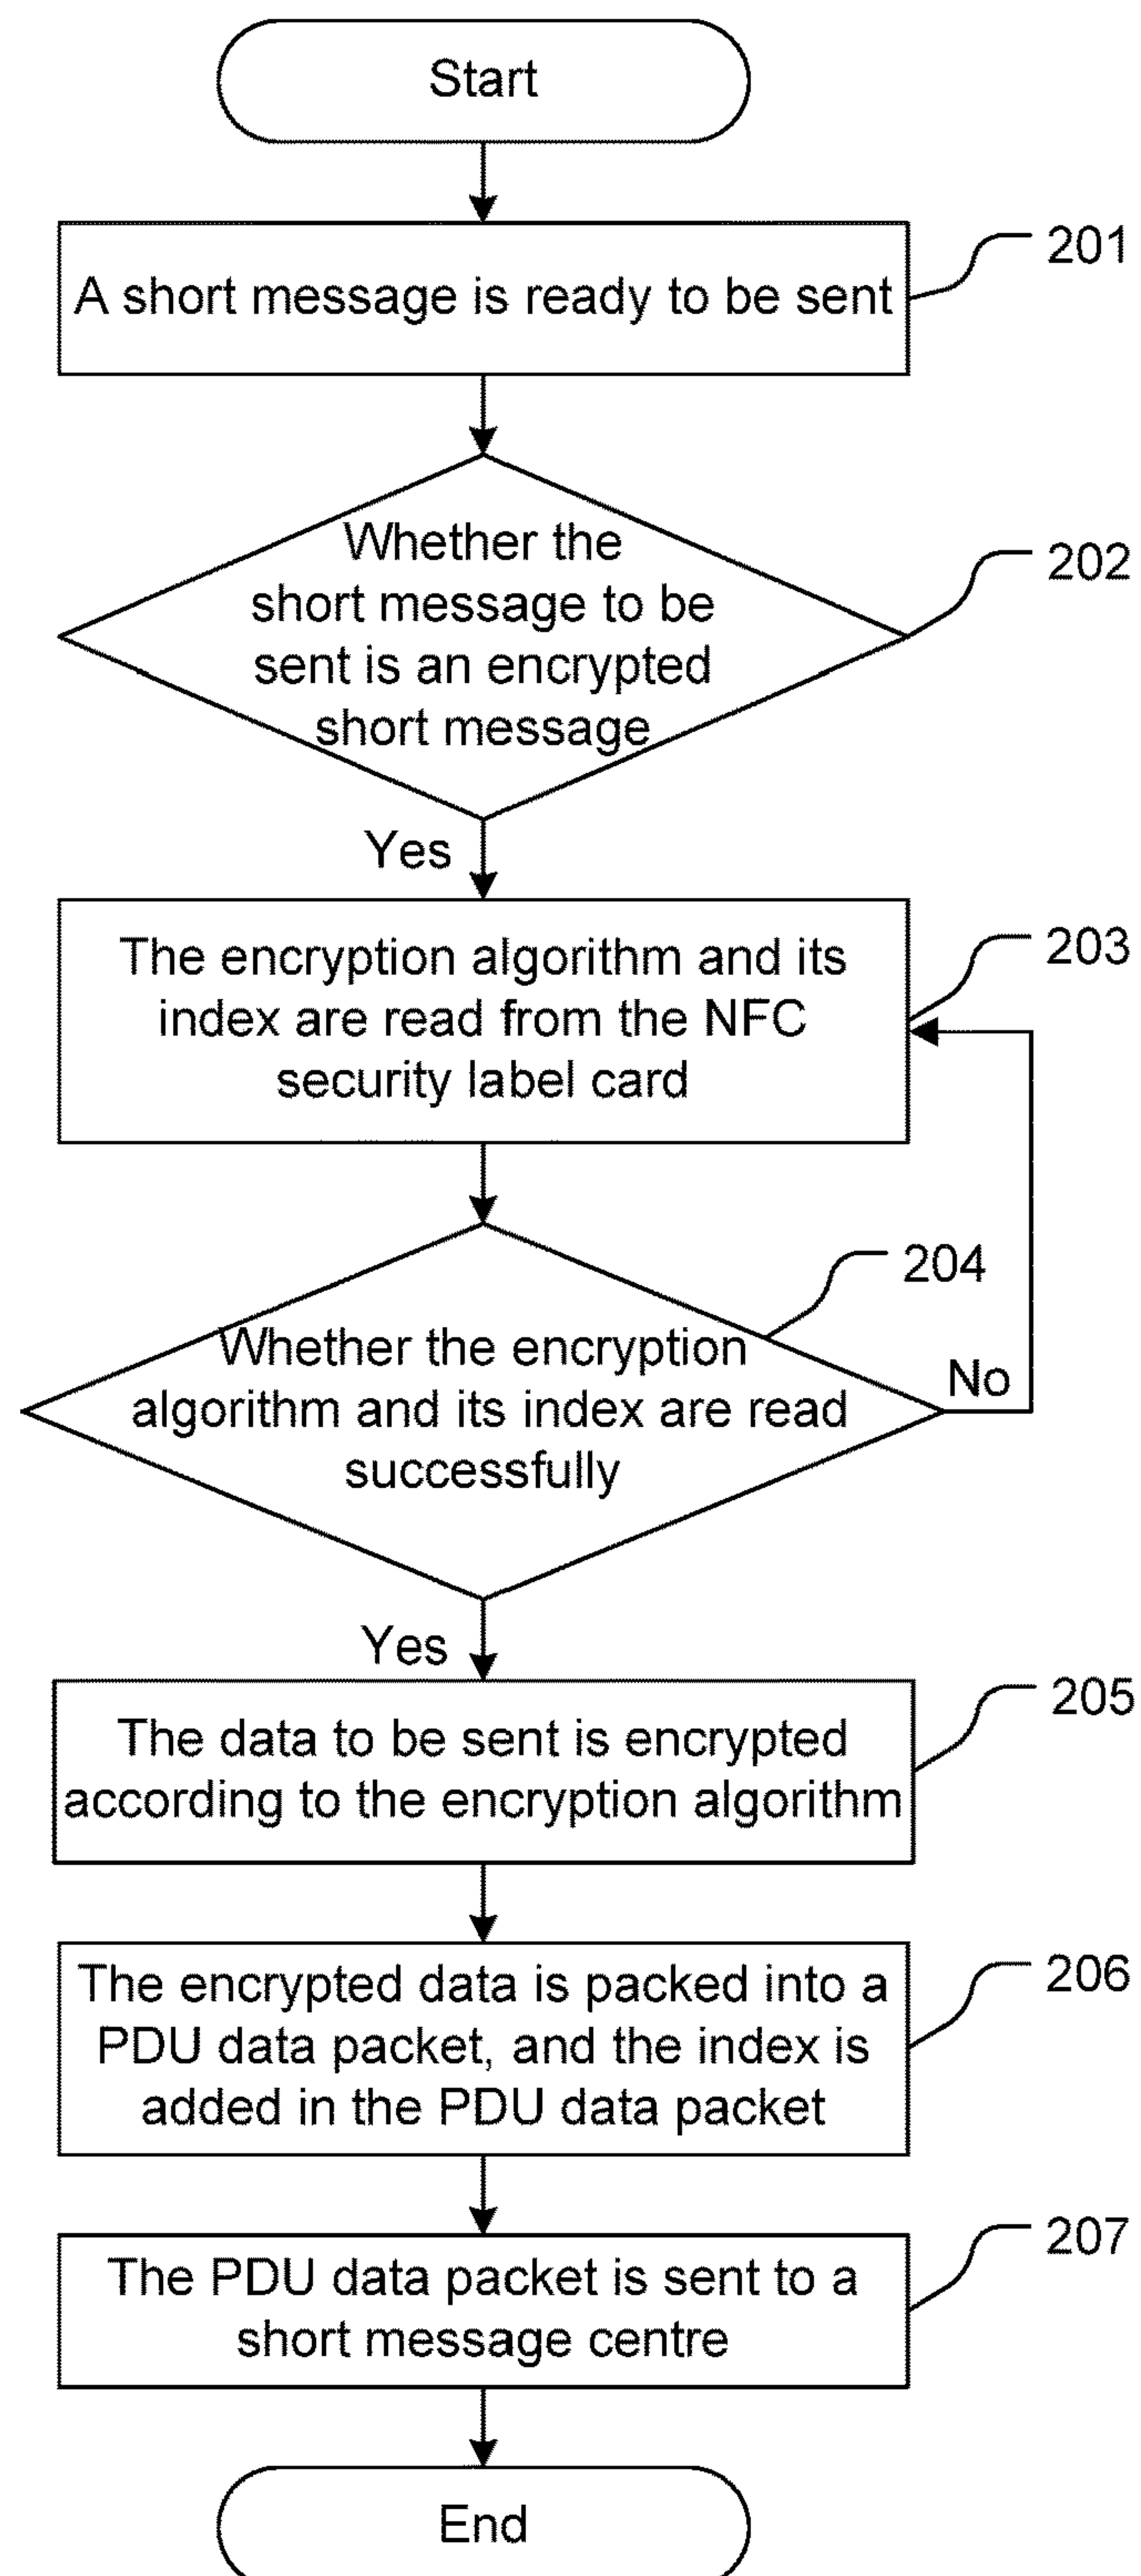 Start
A short message is ready to be sent
201
Whether the
short message to be
sent is an encrypted
short message
202
Yes
The encryption algorithm and its
index are read from the NFC
security label card
203
Whether the encryption
algorithm and its index are read
successfully
204
No
Yes
The data to be sent is encrypted
according to the encryption algorithm
205
The encrypted data is packed into a
PDU data packet, and the index is
added in the PDU data packet
206
The PDU data packet is sent to a
short message centre
207
End